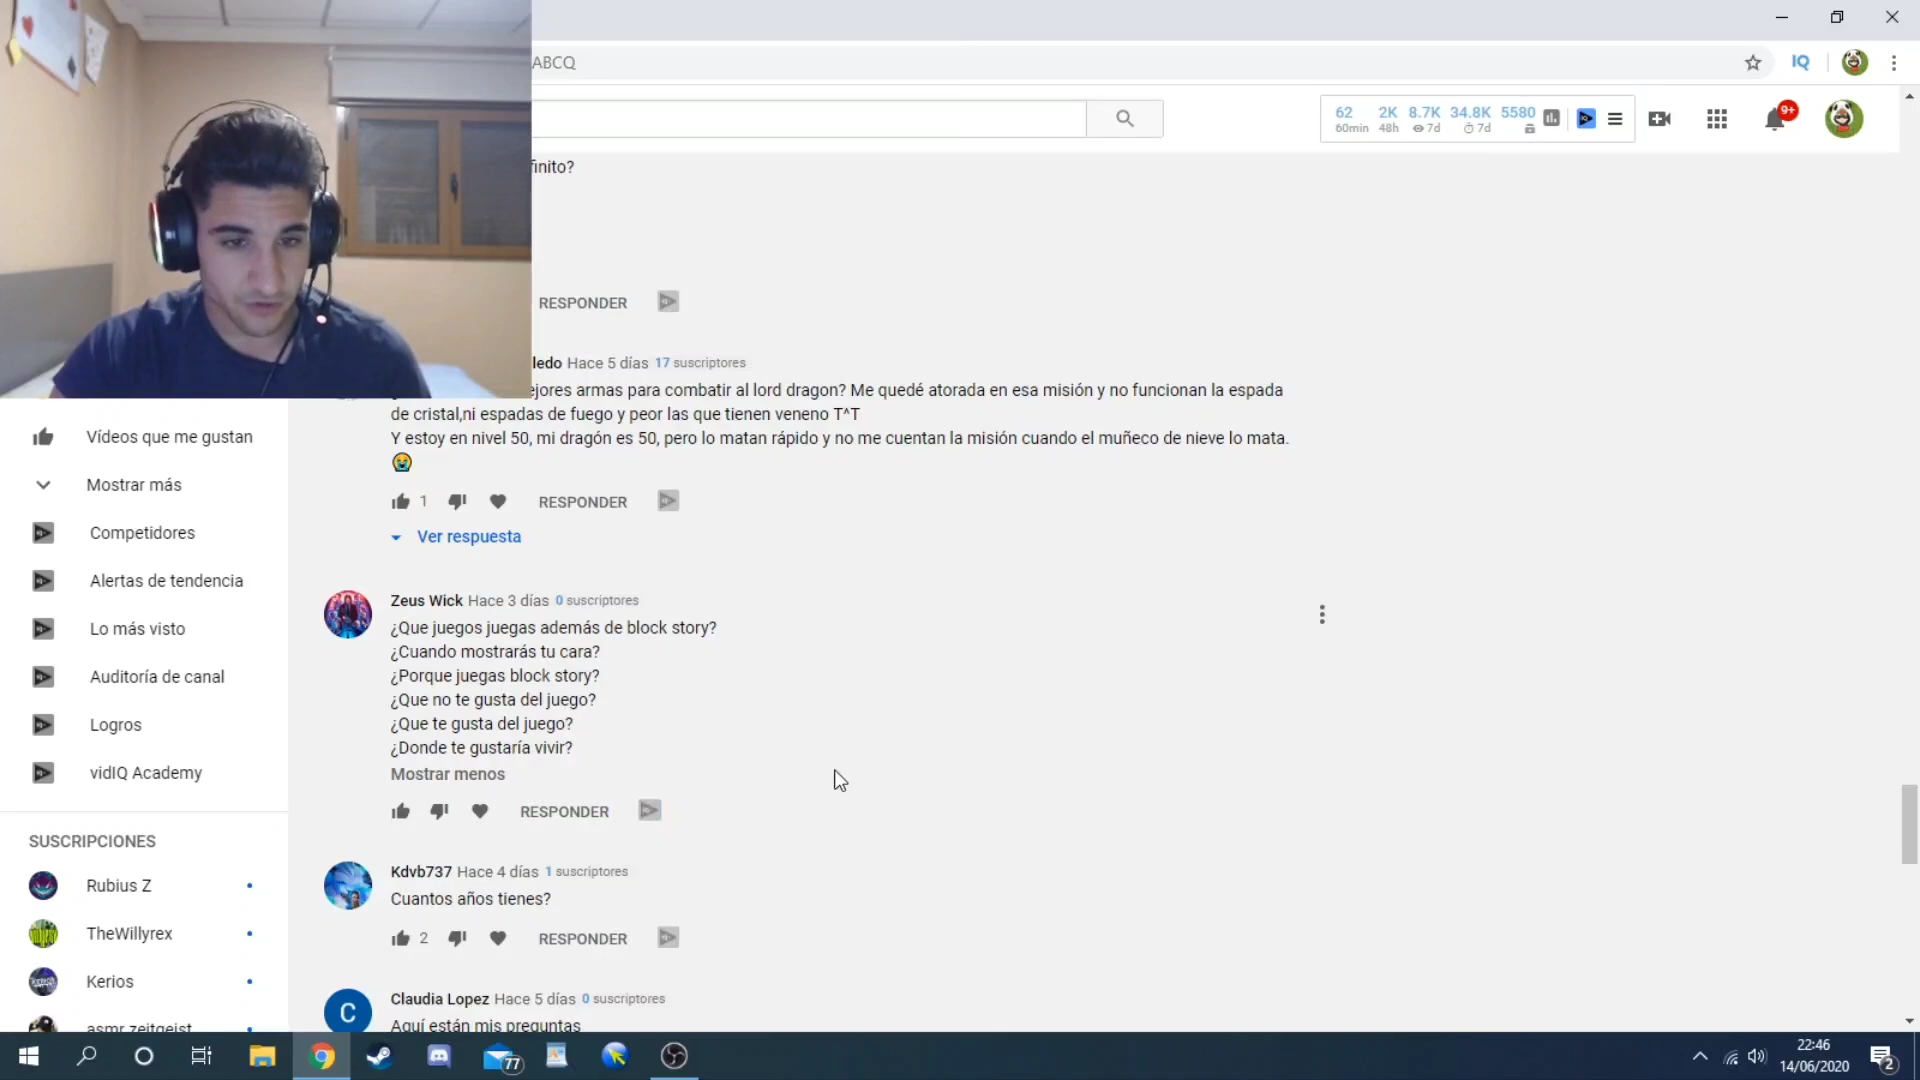 ABCQ
IQ
62 2K 8.7K 34.8K 5580
60min 48h 7d 7d
9+
finito?
RESPONDER
ledo Hace 5 días 17 suscriptores
ejores armas para combatir al lord dragon? Me quedé atorada en esa misión y no funcionan la espada
de cristal,ni espadas de fuego y peor las que tienen veneno T^T
Y estoy en nivel 50, mi dragón es 50, pero lo matan rápido y no me cuentan la misión cuando el muñeco de nieve lo mata.
😭
1 RESPONDER
Ver respuesta
Zeus Wick Hace 3 días 0 suscriptores
¿Que juegos juegas además de block story?
¿Cuando mostrarás tu cara?
¿Porque juegas block story?
¿Que no te gusta del juego?
¿Que te gusta del juego?
¿Donde te gustaría vivir?
Mostrar menos
RESPONDER
Kdvb737 Hace 4 días 1 suscriptores
Cuantos años tienes?
2 RESPONDER
C
Claudia Lopez Hace 5 días 0 suscriptores
Aquí están mis preguntas
Vídeos que me gustan
Mostrar más
Competidores
Alertas de tendencia
Lo más visto
Auditoría de canal
Logros
vidIQ Academy
SUSCRIPCIONES
Rubius Z
TheWillyrex
Kerios
asmr zeitgeist
77
22:46
14/06/2020
2